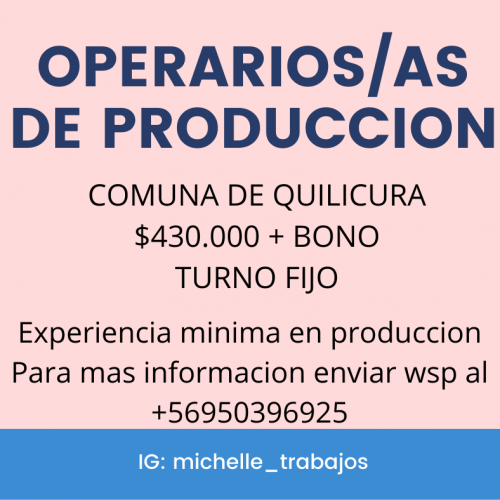 OPERARIOS/AS
DE PRODUCCION
COMUNA DE QUILICURA
$430.000 + BONO
TURNO FIJO
Experiencia minima en produccion
Para mas informacion enviar wsp al
+56950396925
IG: michelle_trabajos